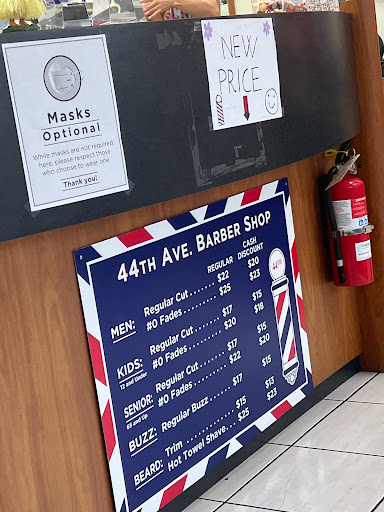 Masks
Optional
While masks are not required
here, please respect those
who choose to wear one.
Thank you!
NEW
PRICE
44TH AVE. BARBER SHOP
REGULAR CASH DISCOUNT
MEN: Regular Cut........ $22 $20
#0 Fades......... $25 $23
KIDS: Regular Cut...... $17 $15
12 and Under #0 Fades......... $20 $18
SENIOR: Regular Cut...... $17 $15
65 and Up #0 Fades......... $22 $20
BUZZ: Regular Buzz..... $17 $15
BEARD: Trim ............. $15
Hot Towel Shave... $25 $23
44TH